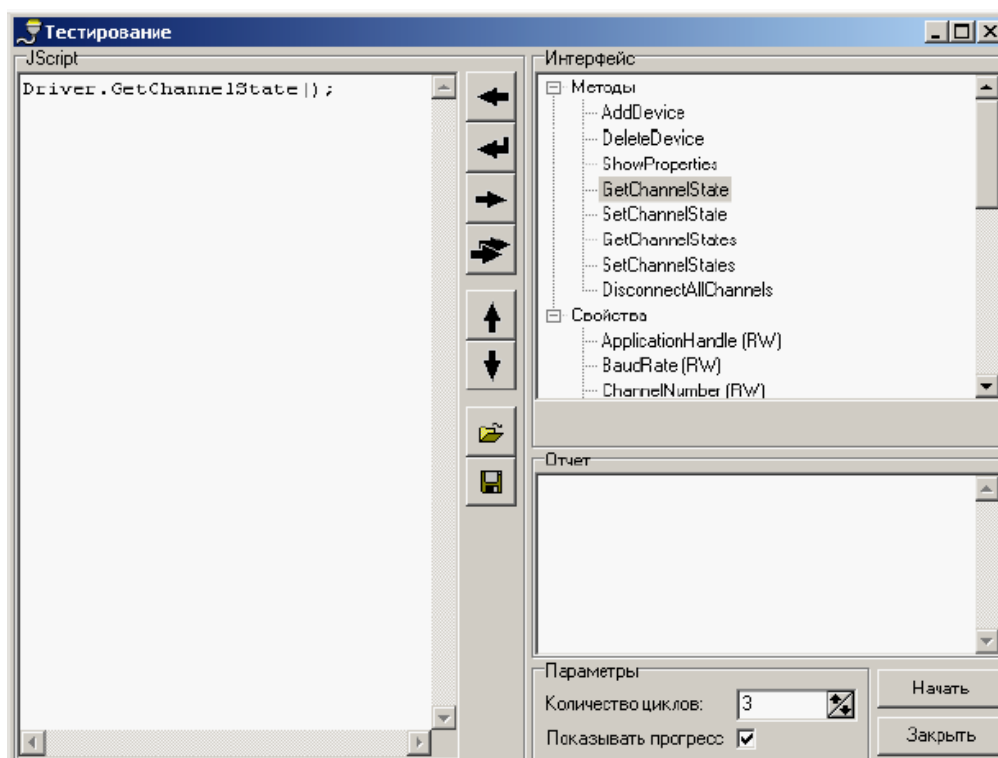 Тестирование
JScript
Driver.GetChannelState|);
Интерфейс
Методы
AddDevice
DeleteDevice
ShowProperties
GetChannelState
SetChannelState
GetChannelStates
SetChannelStates
DisconnectAllChannels
Свойства
ApplicationHandle (RW)
BaudRate (RW)
ChannelNumber (RW)
Отчет
Параметры
Количество циклов: 3
Показывать прогресс
Начать
Закрыть